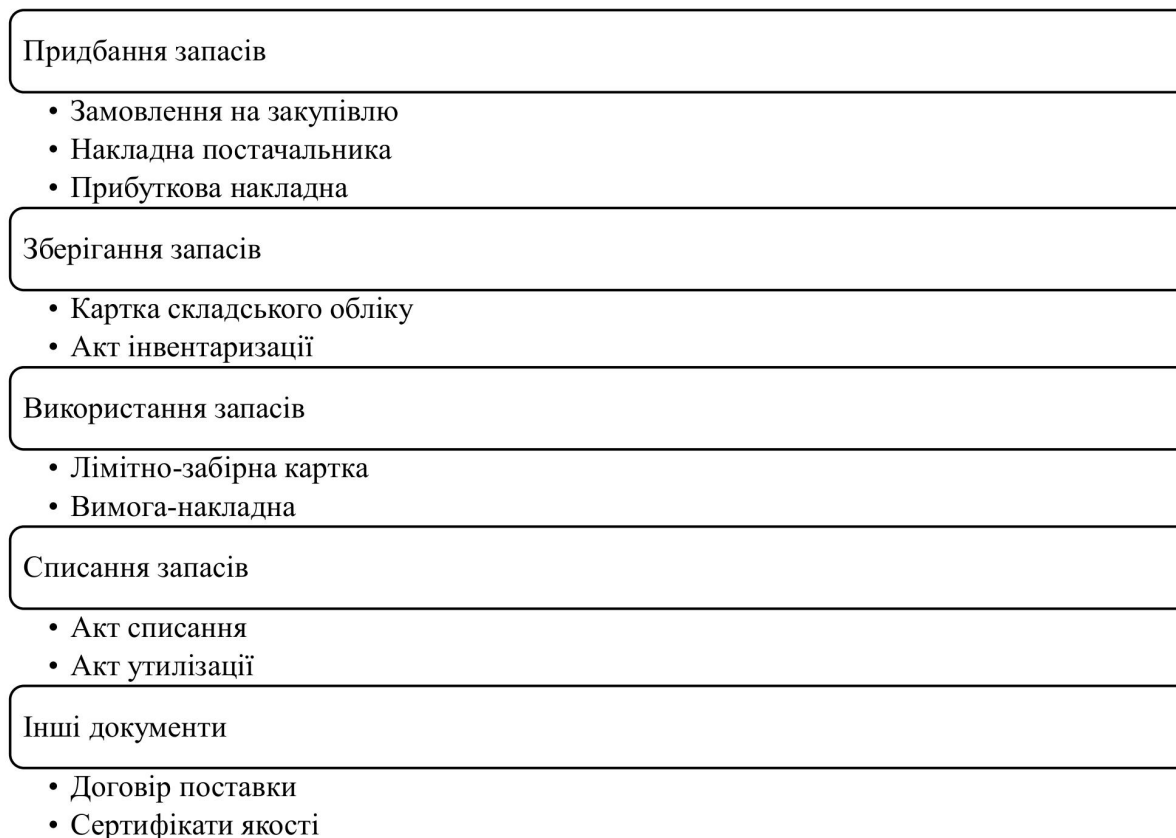 Придбання запасів
• Замовлення на закупівлю
• Накладна постачальника
• Прибуткова накладна
Зберігання запасів
• Картка складського обліку
• Акт інвентаризації
Використання запасів
• Лімітно-забірна картка
• Вимога-накладна
Списання запасів
• Акт списання
• Акт утилізації
Інші документи
• Договір поставки
• Сертифікати якості